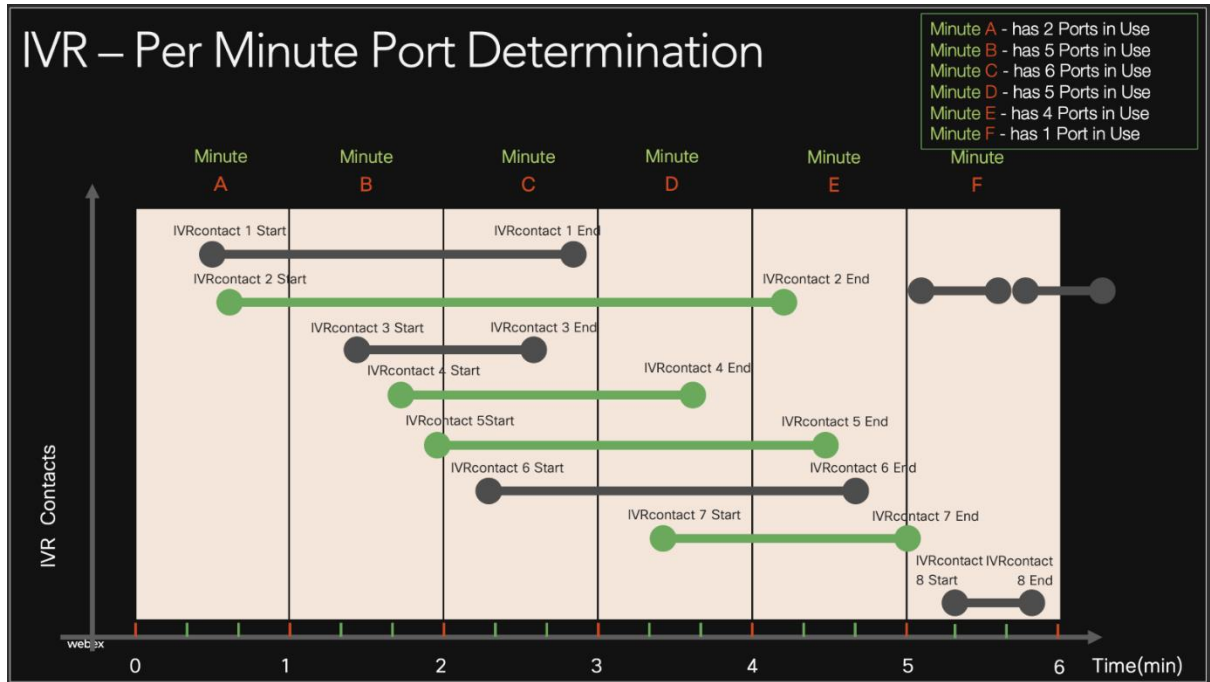 IVR – Per Minute Port Determination
Minute A - has 2 Ports in Use
Minute B - has 5 Ports in Use
Minute C - has 6 Ports in Use
Minute D - has 5 Ports in Use
Minute E - has 4 Ports in Use
Minute F - has 1 Port in Use
Minute Minute Minute Minute Minute Minute
A B C D E F
IVRcontact 1 Start IVRcontact 1 End
IVRcontact 2 Start IVRcontact 2 End
IVRcontact 3 Start IVRcontact 3 End
IVRcontact 4 Start IVRcontact 4 End
IVRcontact 5Start IVRcontact 5 End
IVRcontact 6 Start IVRcontact 6 End
IVRcontact 7 Start IVRcontact 7 End
IVRcontact IVRcontact
8 Start 8 End
IVR Contacts
webex
0 1 2 3 4 5 6 Time(min)